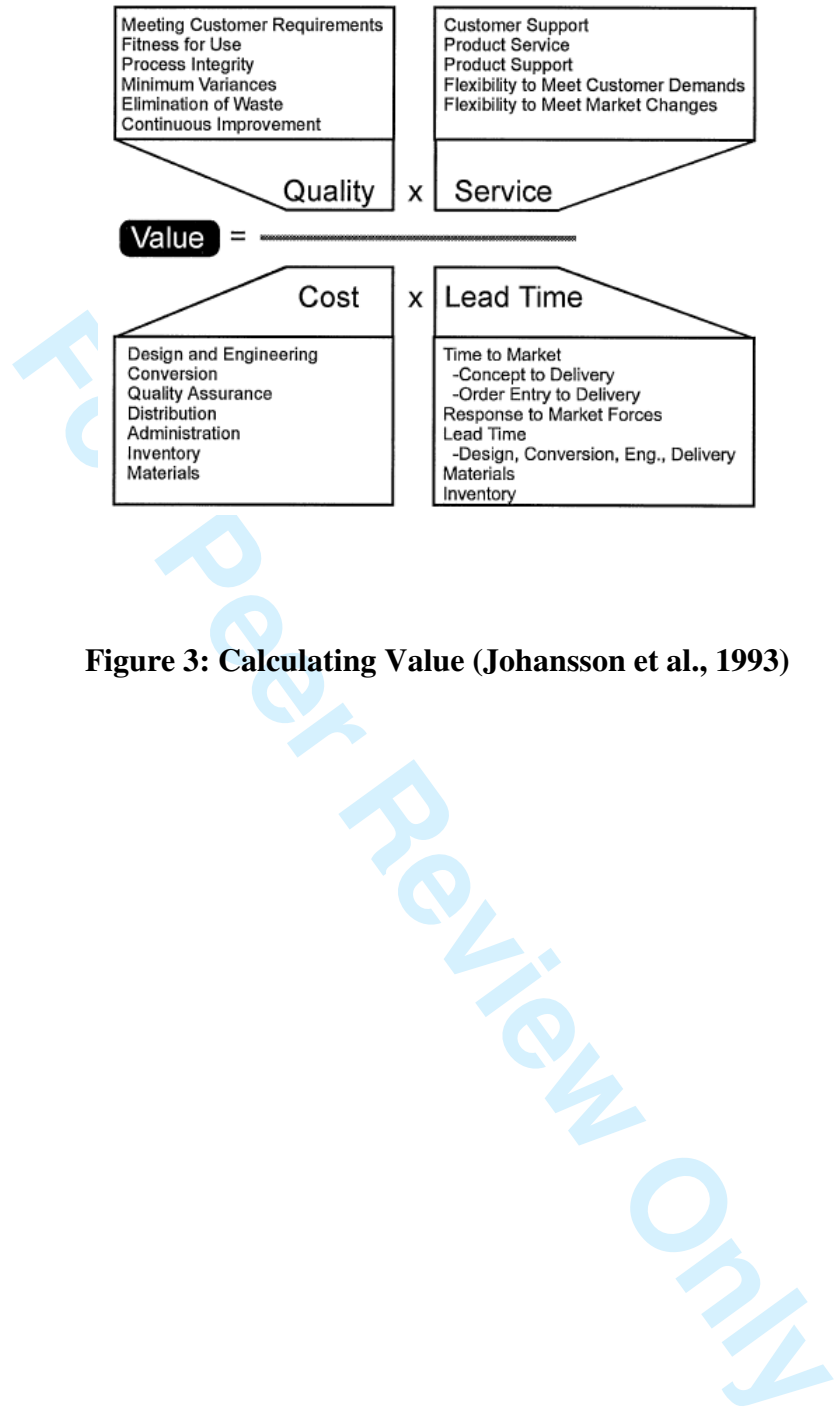 Meeting Customer Requirements
Fitness for Use
Process Integrity
Minimum Variances
Elimination of Waste
Continuous Improvement
Customer Support
Product Service
Product Support
Flexibility to Meet Customer Demands
Flexibility to Meet Market Changes
Quality x Service
Value =
Cost x Lead Time
Design and Engineering
Conversion
Quality Assurance
Distribution
Administration
Inventory
Materials
Time to Market
-Concept to Delivery
-Order Entry to Delivery
Response to Market Forces
Lead Time
-Design, Conversion, Eng., Delivery
Materials
Inventory
Figure 3: Calculating Value (Johansson et al., 1993)
For Peer Review Only